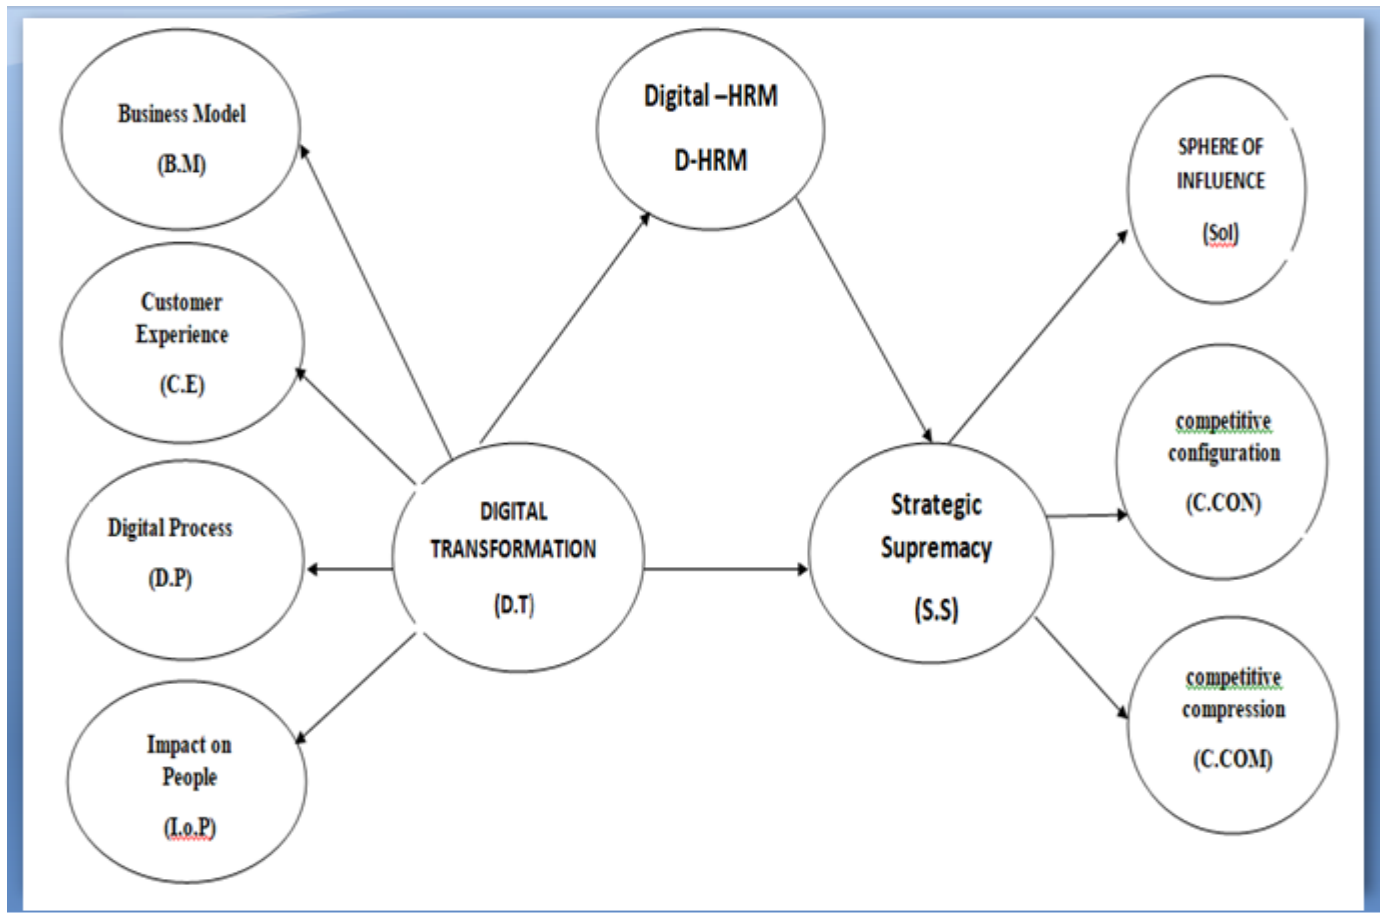 Business Model
(B.M)
Customer
Experience
(C.E)
Digital Process
(D.P)
Impact on
People
(I.o.P)
Digital –HRM
D-HRM
DIGITAL
TRANSFORMATION
(D.T)
Strategic
Supremacy
(S.S)
SPHERE OF
INFLUENCE
(SoI)
competitive
configuration
(C.CON)
competitive
compression
(C.COM)